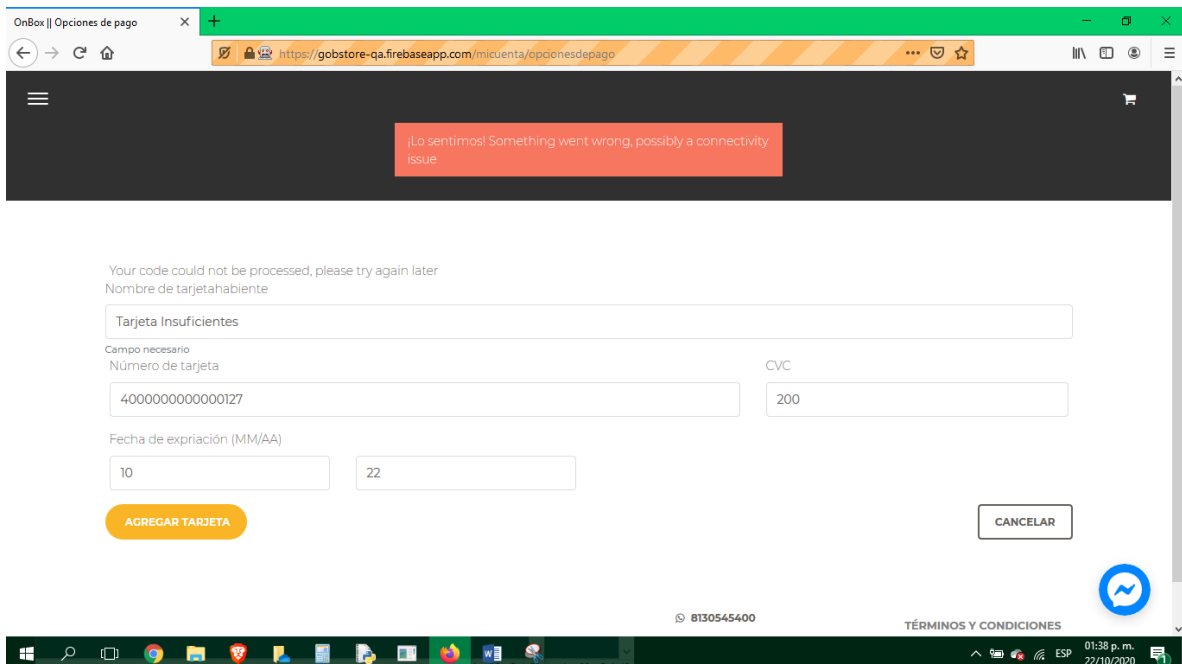 OnBox || Opciones de pago
https://gobstore-qa.firebaseapp.com/micuenta/opcionesdepago
¡Lo sentimos! Something went wrong, possibly a connectivity
issue
Your code could not be processed, please try again later
Nombre de tarjetahabiente
Tarjeta Insuficientes
Campo necesario
Número de tarjeta
CVC
4000000000000127
200
Fecha de expriación (MM/AA)
10
22
AGREGAR TARJETA
CANCELAR
8130545400
TÉRMINOS Y CONDICIONES
ESP
01:38 p. m.
22/10/2020